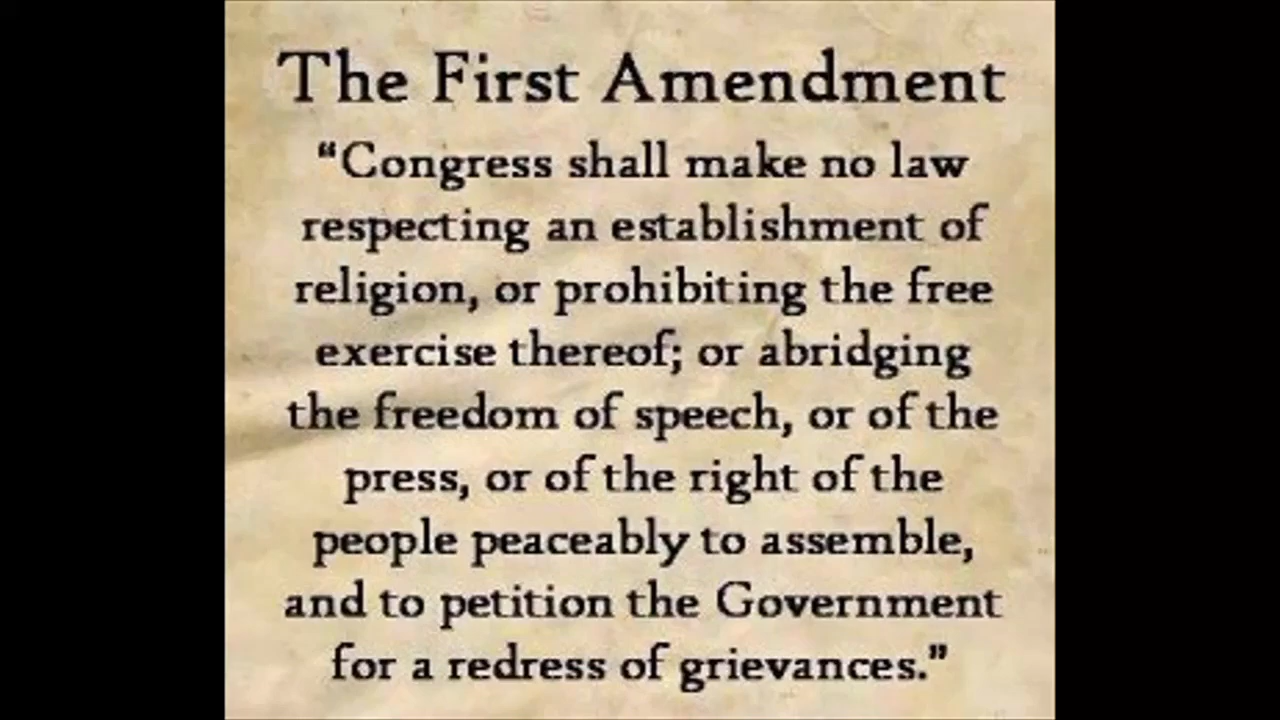 The First Amendment
“Congress shall make no law
respecting an establishment of
religion, or prohibiting the free
exercise thereof; or abridging
the freedom of speech, or of the
press, or of the right of the
people peaceably to assemble,
and to petition the Government
for a redress of grievances.”